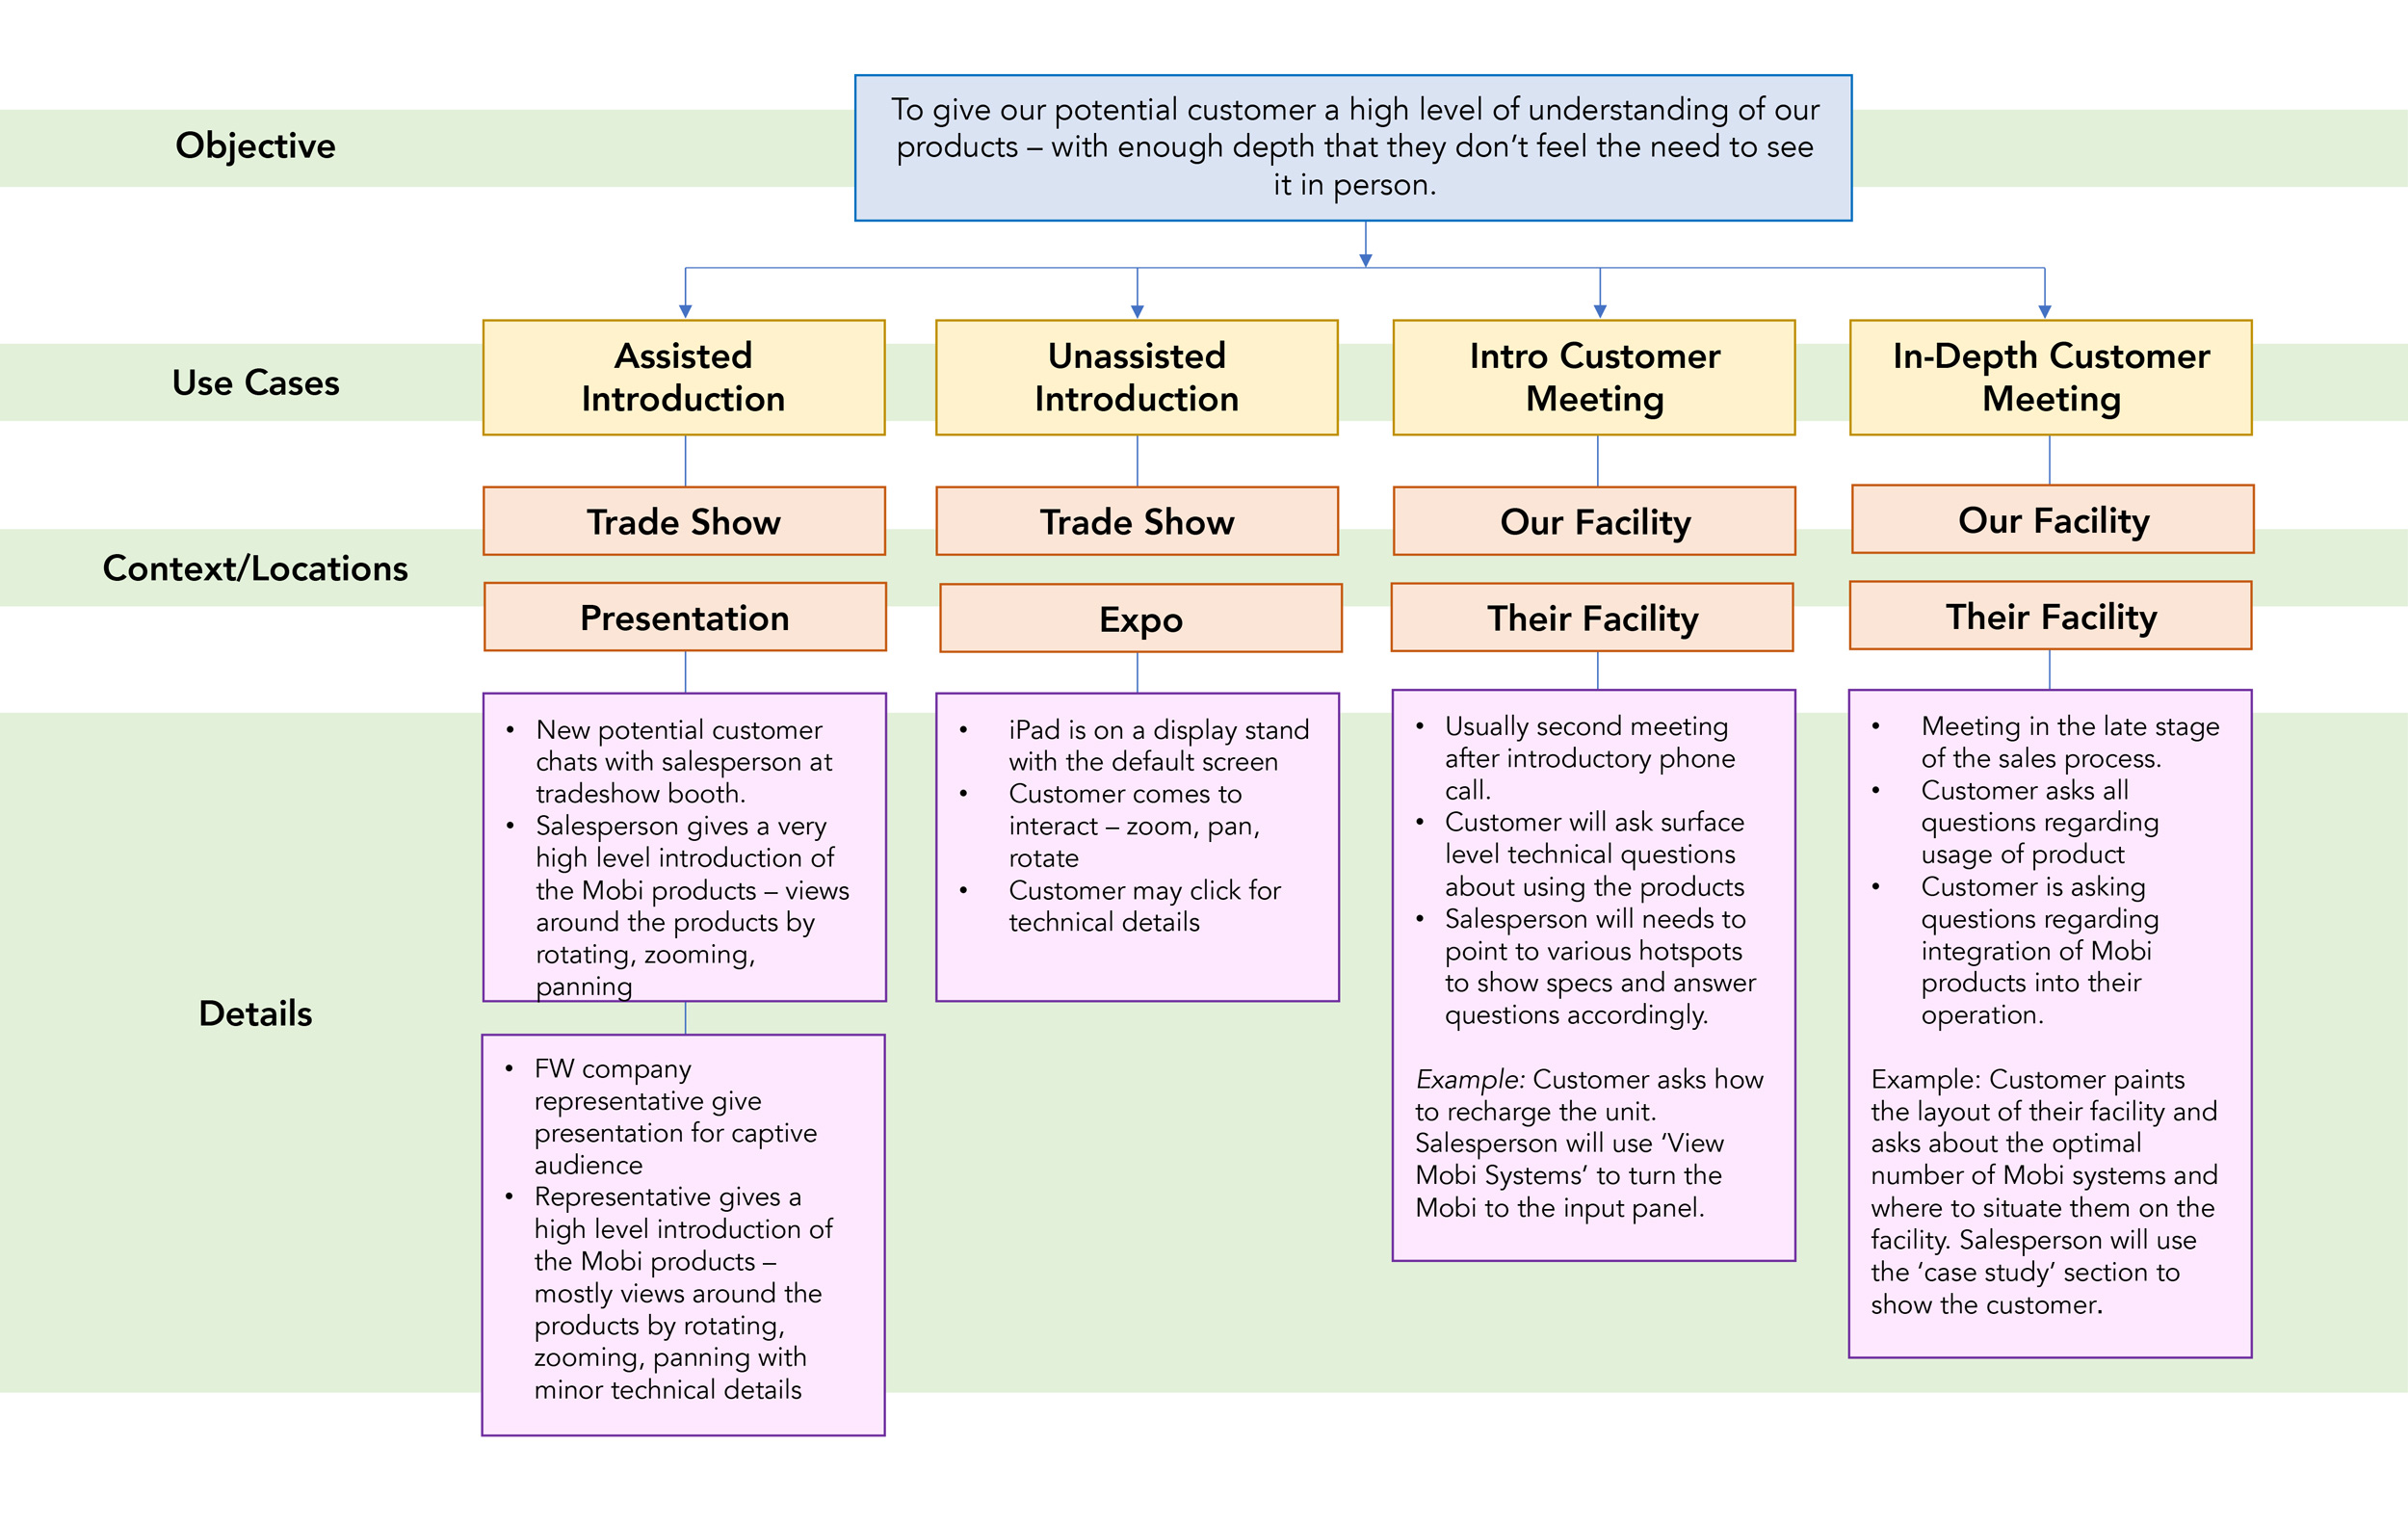 Objective
To give our potential customer a high level of understanding of our
products – with enough depth that they don’t feel the need to see
it in person.
Use Cases
Assisted
Introduction
Unassisted
Introduction
Intro Customer
Meeting
In-Depth Customer
Meeting
Context/Locations
Trade Show
Trade Show
Our Facility
Our Facility
Presentation
Expo
Their Facility
Their Facility
Details
• New potential customer
chats with salesperson at
tradeshow booth.
• Salesperson gives a very
high level introduction of
the Mobi products – views
around the products by
rotating, zooming,
panning
• FW company
representative give
presentation for captive
audience
• Representative gives a
high level introduction of
the Mobi products –
mostly views around the
products by rotating,
zooming, panning with
minor technical details
• iPad is on a display stand
with the default screen
• Customer comes to
interact – zoom, pan,
rotate
• Customer may click for
technical details
• Usually second meeting
after introductory phone
call.
• Customer will ask surface
level technical questions
about using the products
• Salesperson will needs to
point to various hotspots
to show specs and answer
questions accordingly.
Example: Customer asks how
to recharge the unit.
Salesperson will use ‘View
Mobi Systems’ to turn the
Mobi to the input panel.
• Meeting in the late stage
of the sales process.
• Customer asks all
questions regarding
usage of product
• Customer is asking
questions regarding
integration of Mobi
products into their
operation.
Example: Customer paints
the layout of their facility and
asks about the optimal
number of Mobi systems and
where to situate them on the
facility. Salesperson will use
the ‘case study’ section to
show the customer.